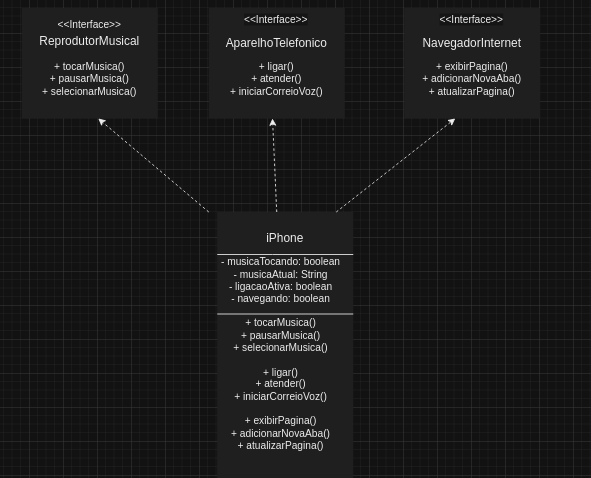 <<Interface>>
ReprodutorMusical
+ tocarMusica()
+ pausarMusica()
+ selecionarMusica()
<<Interface>>
AparelhoTelefonico
+ ligar()
+ atender()
+ iniciarCorreioVoz()
<<Interface>>
NavegadorInternet
+ exibirPagina()
+ adicionarNovaAba()
+ atualizarPagina()
iPhone
- musicaTocando: boolean
- musicaAtual: String
- ligacaoAtiva: boolean
- navegando: boolean
+ tocarMusica()
+ pausarMusica()
+ selecionarMusica()
+ ligar()
+ atender()
+ iniciarCorreioVoz()
+ exibirPagina()
+ adicionarNovaAba()
+ atualizarPagina()